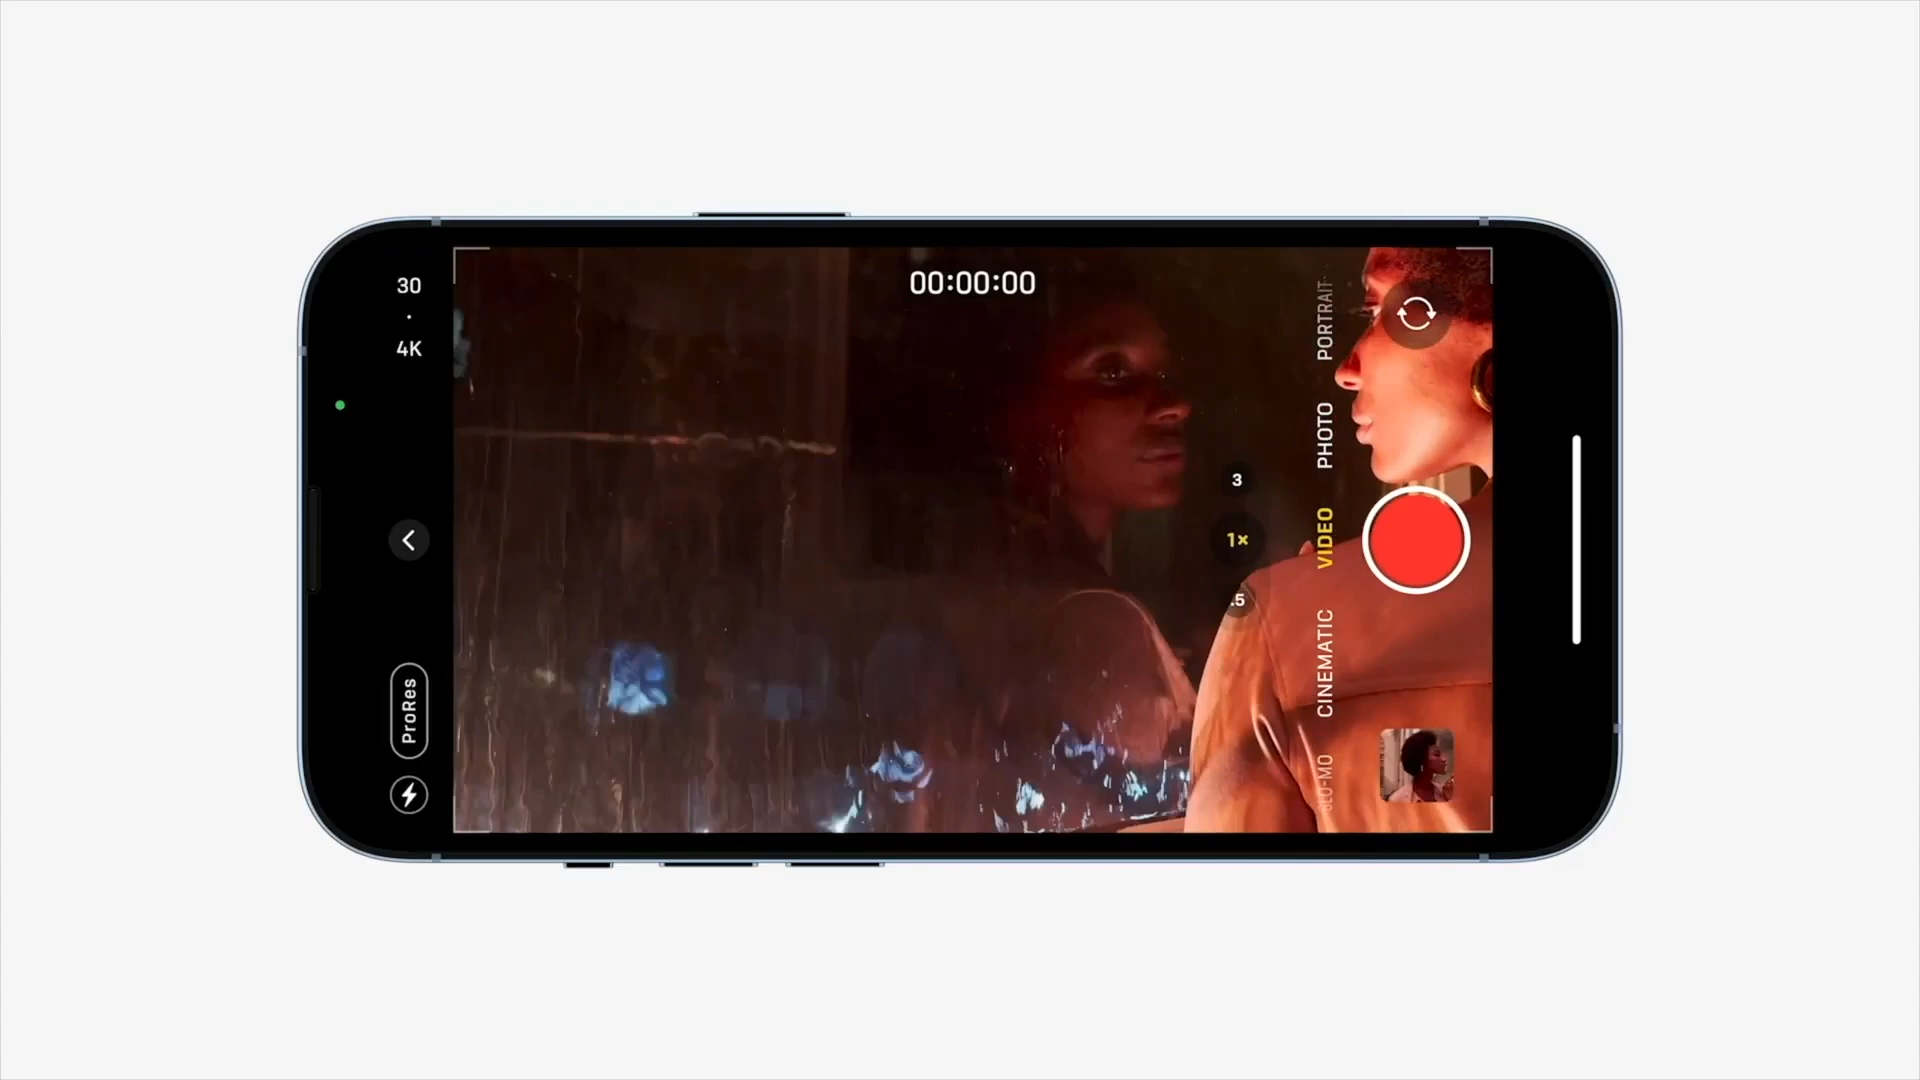 30
·
4K
ProRes
00:00:00
3
1×
.5
PORTRAIT
PHOTO
VIDEO
CINEMATIC
SLO-MO